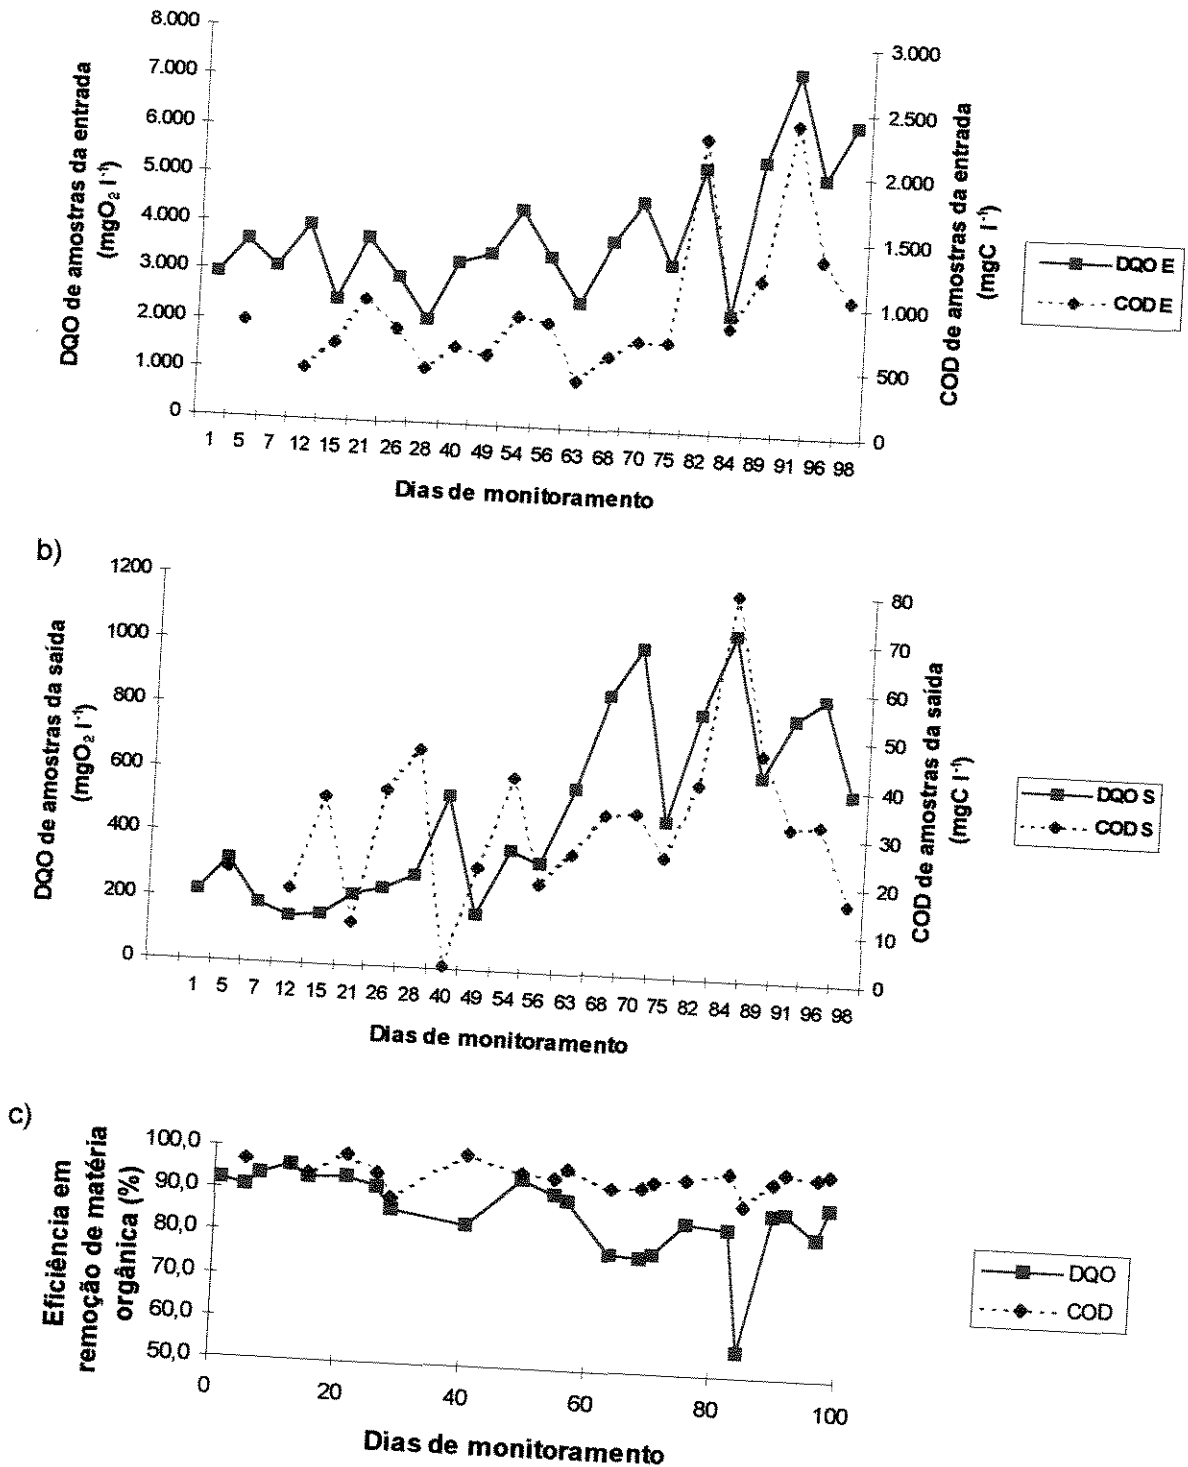 8.000
7.000
6.000
5.000
4.000
3.000
2.000
1.000
0
DQO de amostras da entrada
(mgO₂ l⁻¹)
3.000
2.500
2.000
1.500
1.000
500
0
COD de amostras da entrada
(mgC l⁻¹)
DQO E
COD E
1 5 7 12 15 21 26 28 40 49 54 56 63 68 70 75 82 84 89 91 96 98
Dias de monitoramento
b)
1200
1000
800
600
400
200
0
DQO de amostras da saída
(mgO₂ l⁻¹)
80
70
60
50
40
30
20
10
0
COD de amostras da saída
(mgC l⁻¹)
DQO S
COD S
1 5 7 12 15 21 26 28 40 49 54 56 63 68 70 75 82 84 89 91 96 98
Dias de monitoramento
c)
100,0
90,0
80,0
70,0
60,0
50,0
Eficiência em
remoção de matéria
orgânica (%)
DQO
COD
0 20 40 60 80 100
Dias de monitoramento